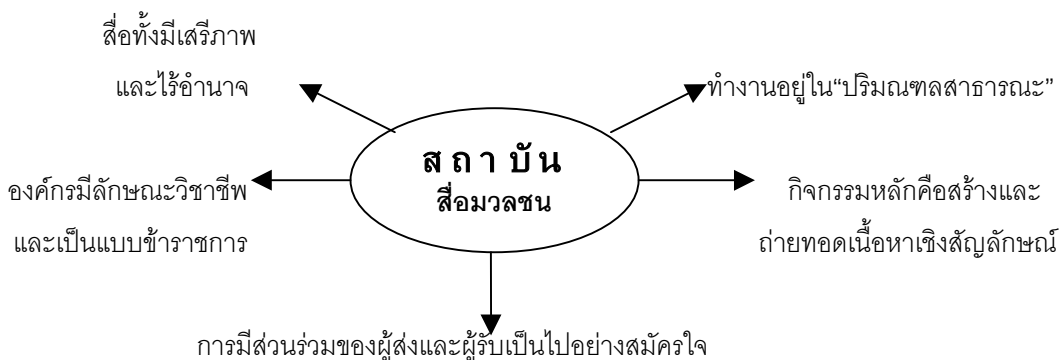 สื่อทั้งมีเสรีภาพ
และไร้อำนาจ
ทำงานอยู่ใน“ปริมณฑลสาธารณะ”
สถาบัน
สื่อมวลชน
องค์กรมีลักษณะวิชาชีพ
และเป็นแบบข้าราชการ
กิจกรรมหลักคือสร้างและ
ถ่ายทอดเนื้อหาเชิงสัญลักษณ์
การมีส่วนร่วมของผู้ส่งและผู้รับเป็นไปอย่างสมัครใจ